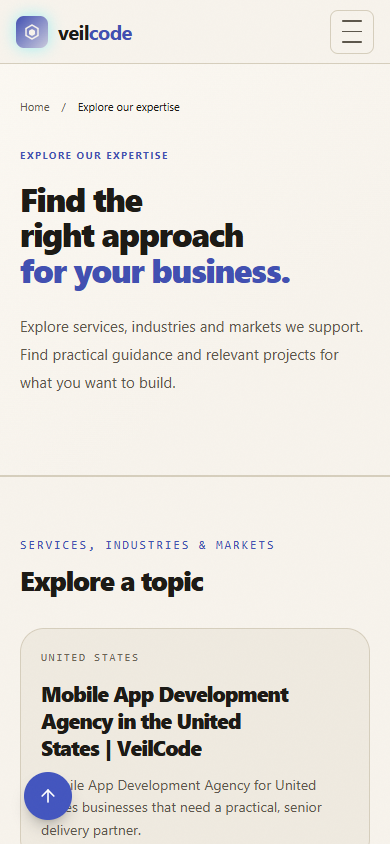 veilcode
Home / Explore our expertise
EXPLORE OUR EXPERTISE
Find the
right approach
for your business.
Explore services, industries and markets we support.
Find practical guidance and relevant projects for
what you want to build.
SERVICES, INDUSTRIES & MARKETS
Explore a topic
UNITED STATES
Mobile App Development
Agency in the United
States | VeilCode
App Development Agency for United
businesses that need a practical, senior
delivery partner.